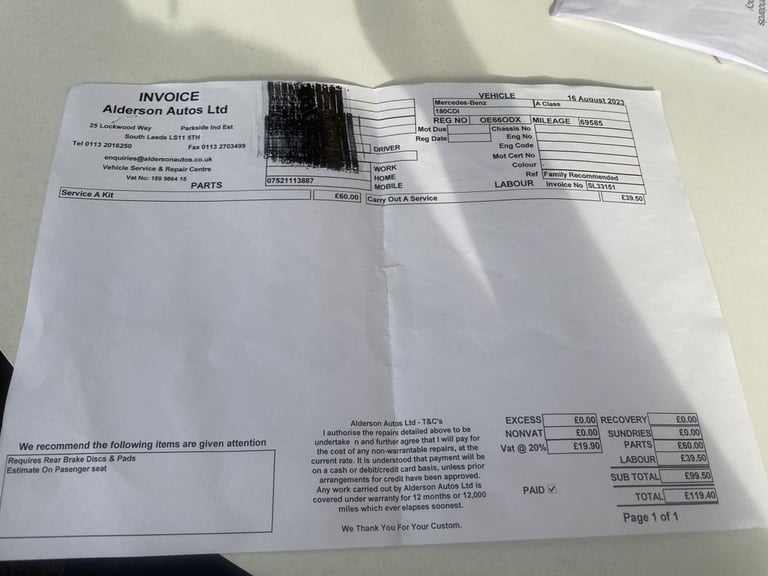 INVOICE
Alderson Autos Ltd
25 Lockwood Way Parkside Ind Est
South Leeds LS11 5TH
Tel 0113 2016250 Fax 0113 2703499
enquiries@aldersonautos.co.uk
Vehicle Service & Repair Centre
Vat No: 189 9864 15
PARTS
DRIVER
WORK
HOME
07521113887
MOBILE
VEHICLE 16 August 2023
Mercedes-Benz A Class
180CDI
REG NO OE66ODX MILEAGE 69585
Mot Due Chassis No
Reg Date Eng No
Eng Code
Mot Cert No
Colour
Ref Family Recommended
LABOUR Invoice No SL33151
Service A Kit £60.00 Carry Out A Service £39.50
We recommend the following items are given attention
Requires Rear Brake Discs & Pads
Estimate On Pasenger seat
Alderson Autos Ltd - T&C's
I authorise the repairs detailed above to be
undertake n and further agree that I will pay for
the cost of any non-warrantable repairs, at the
current rate. It is understood that payment will be
on a cash or debit/credit card basis, unless prior
arrangements for credit have been approved.
Any work carried out by Alderson Autos Ltd is
covered under warranty for 12 months or 12,000
miles which ever elapses soonest.
We Thank You For Your Custom.
EXCESS £0.00 RECOVERY £0.00
NONVAT £0.00 SUNDRIES £0.00
Vat @ 20% £19.90 PARTS £60.00
LABOUR £39.50
SUB TOTAL £99.50
PAID
TOTAL £119.40
Page 1 of 1